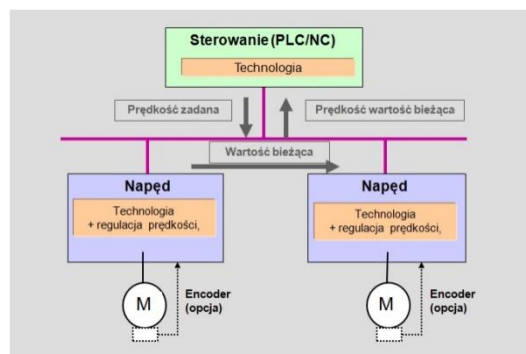 Sterowanie (PLC/NC)
Technologia
Prędkość zadana
Prędkość wartość bieżąca
Wartość bieżąca
Napęd
Technologia
+ regulacja prędkości,
M
Encoder
(opcja)
Napęd
Technologia
+ regulacja prędkości,
M
Encoder
(opcja)